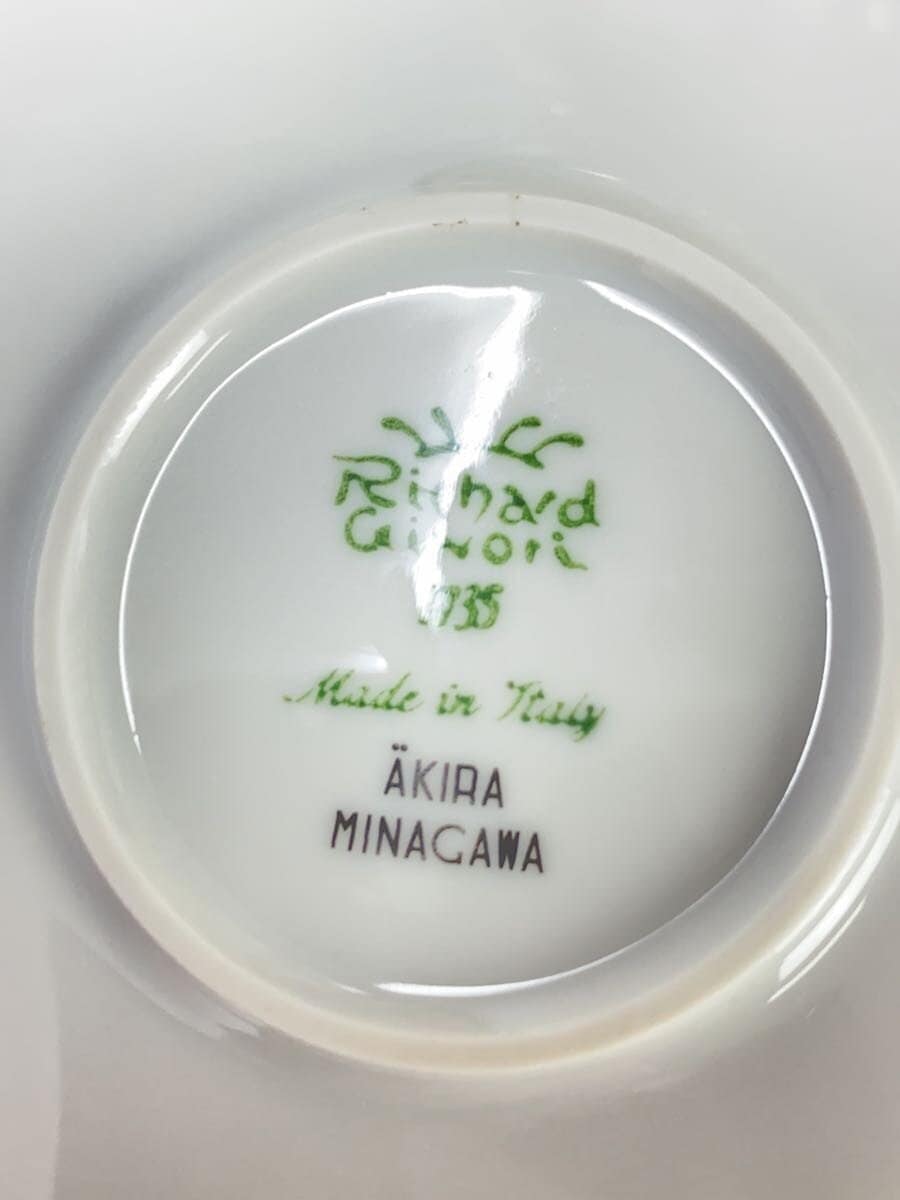 Richard
Ginori
1735
Made in Italy
ÄKIRA
MINAGAWA